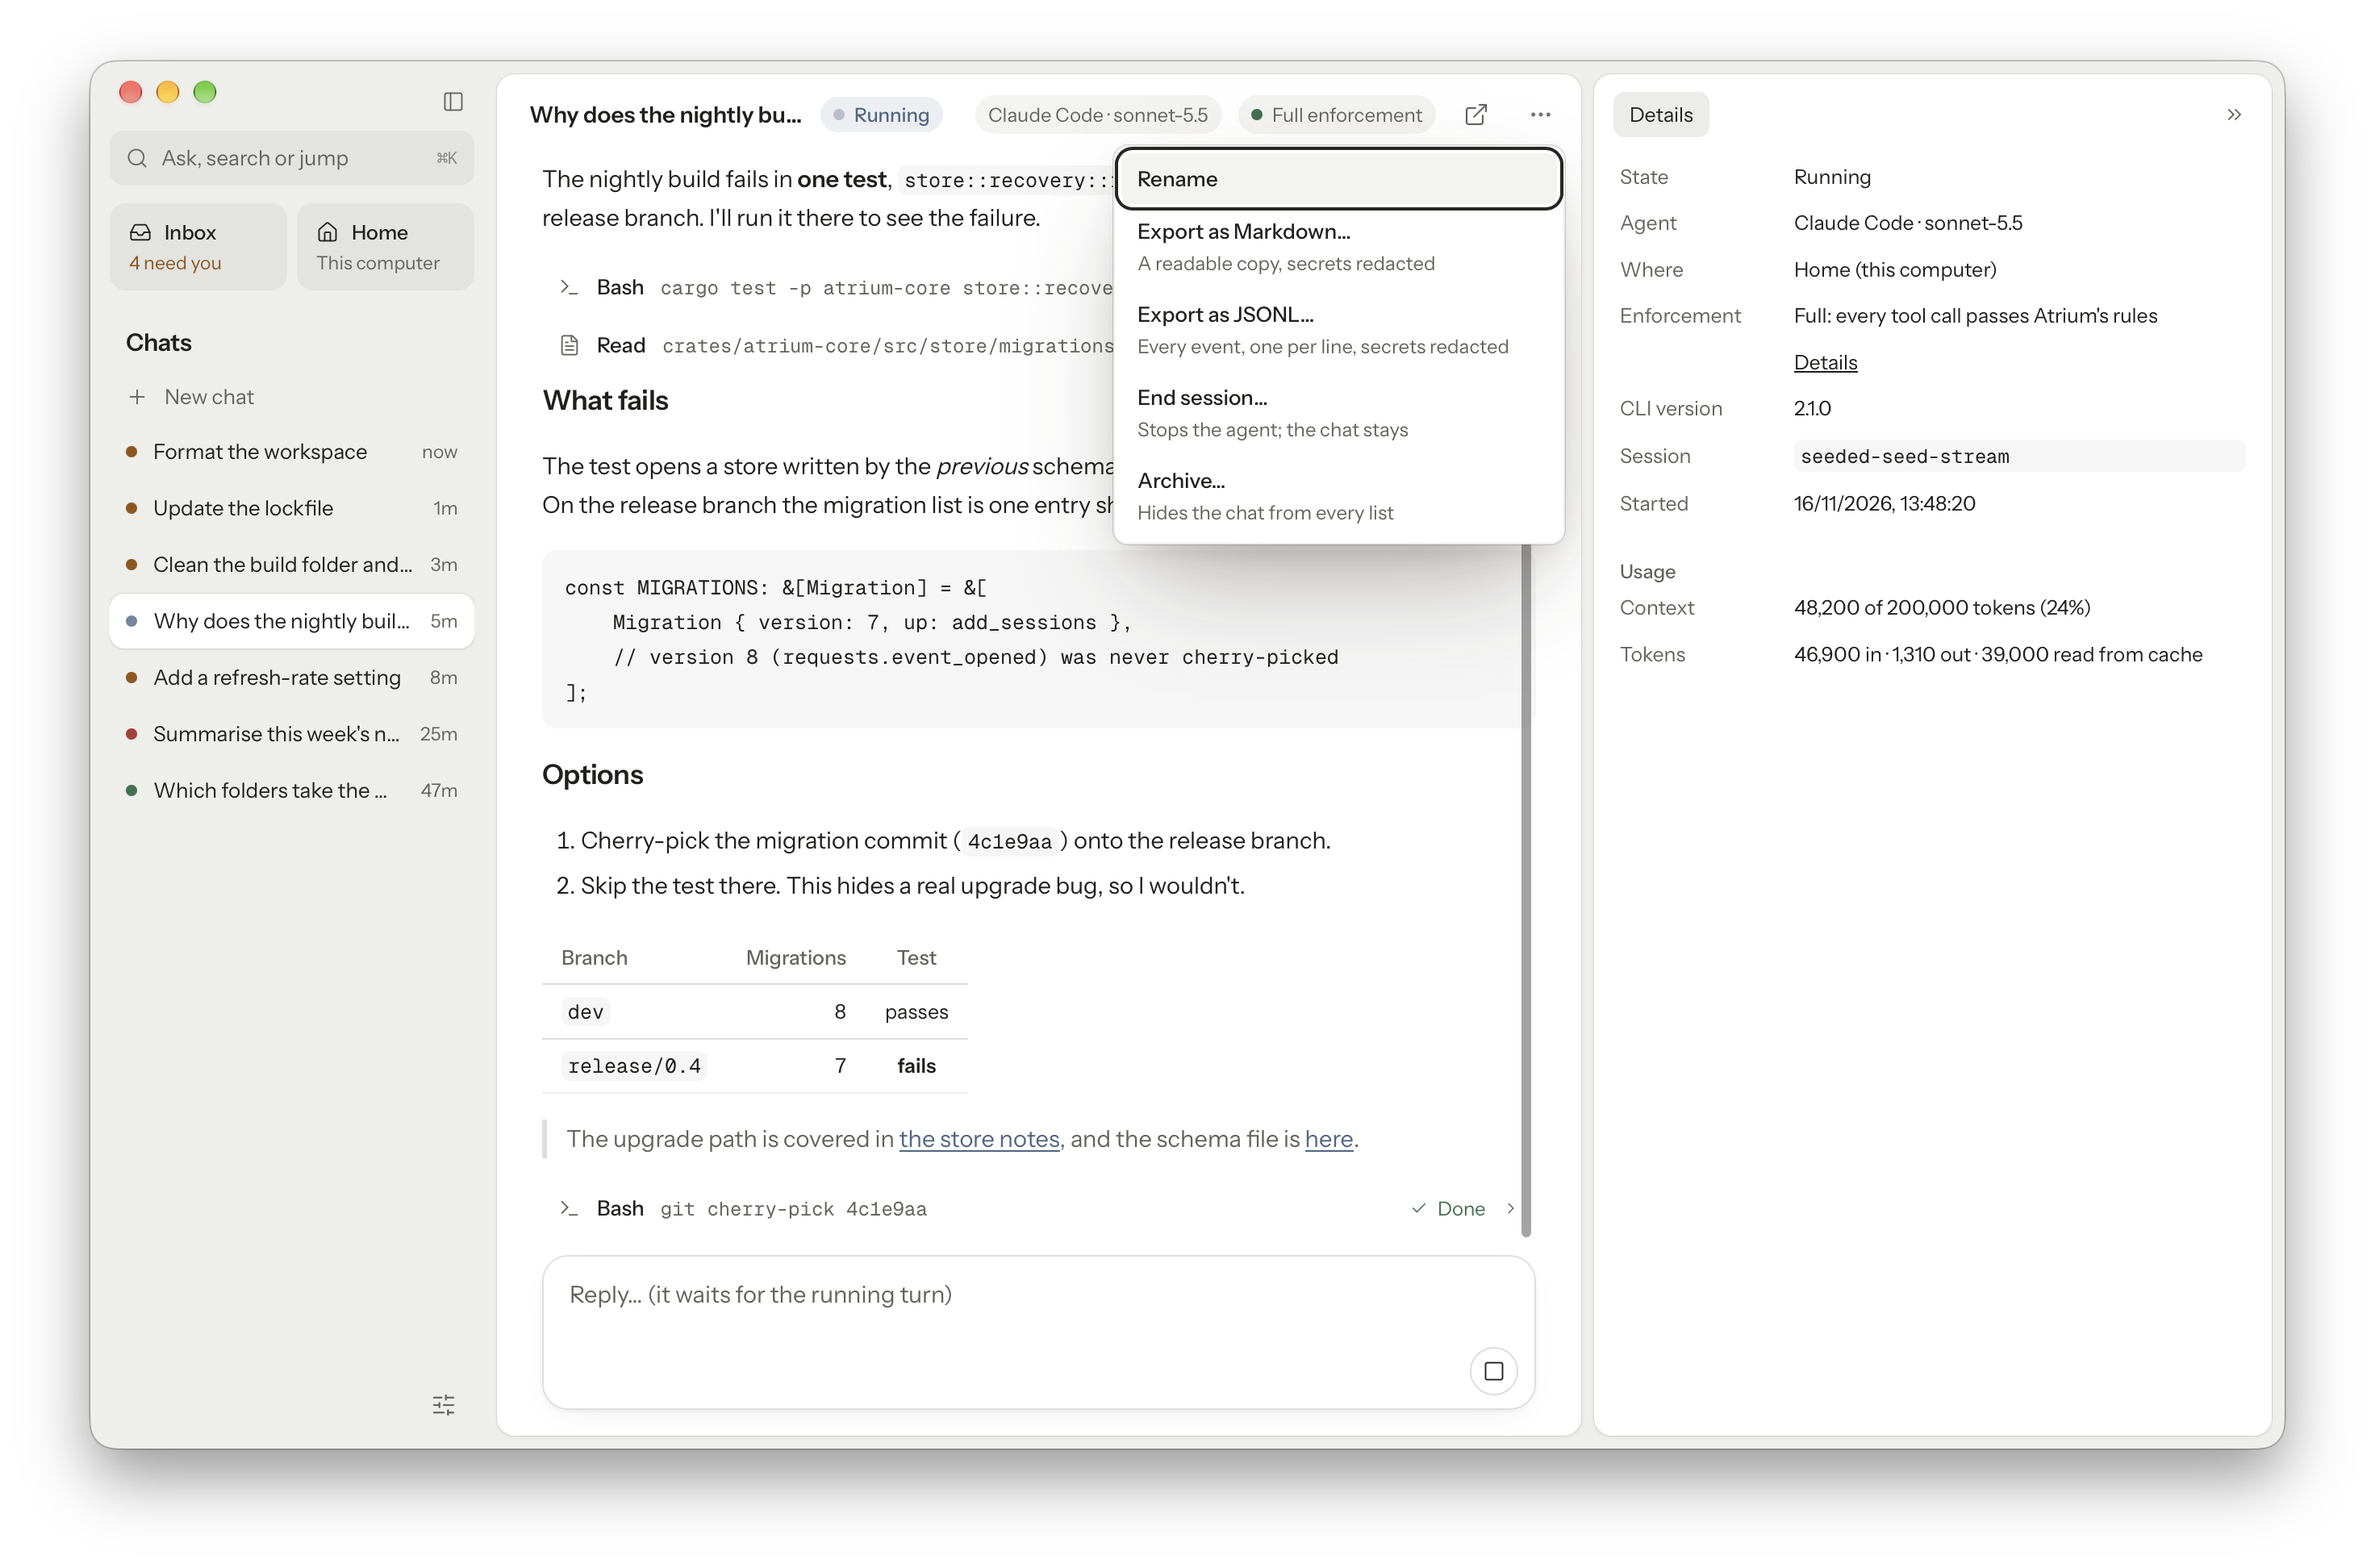 Ask, search or jump ⌘K
Inbox
4 need you
Home
This computer
Chats
New chat
Format the workspace now
Update the lockfile 1m
Clean the build folder and... 3m
Why does the nightly buil... 5m
Add a refresh-rate setting 8m
Summarise this week's n... 25m
Which folders take the ... 47m
Why does the nightly bu... Running Claude Code · sonnet-5.5 Full enforcement
The nightly build fails in one test, store::recovery::
release branch. I'll run it there to see the failure.
Bash cargo test -p atrium-core store::recove
Read crates/atrium-core/src/store/migrations
What fails
The test opens a store written by the previous schema
On the release branch the migration list is one entry sh
const MIGRATIONS: &[Migration] = &[
Migration { version: 7, up: add_sessions },
// version 8 (requests.event_opened) was never cherry-picked
];
Options
1. Cherry-pick the migration commit ( 4c1e9aa ) onto the release branch.
2. Skip the test there. This hides a real upgrade bug, so I wouldn't.
Branch Migrations Test
dev 8 passes
release/0.4 7 fails
The upgrade path is covered in the store notes, and the schema file is here.
Bash git cherry-pick 4c1e9aa Done
Reply... (it waits for the running turn)
Rename
Export as Markdown...
A readable copy, secrets redacted
Export as JSONL...
Every event, one per line, secrets redacted
End session...
Stops the agent; the chat stays
Archive...
Hides the chat from every list
Details
State Running
Agent Claude Code · sonnet-5.5
Where Home (this computer)
Enforcement Full: every tool call passes Atrium's rules
Details
CLI version 2.1.0
Session seeded-seed-stream
Started 16/11/2026, 13:48:20
Usage
Context 48,200 of 200,000 tokens (24%)
Tokens 46,900 in · 1,310 out · 39,000 read from cache